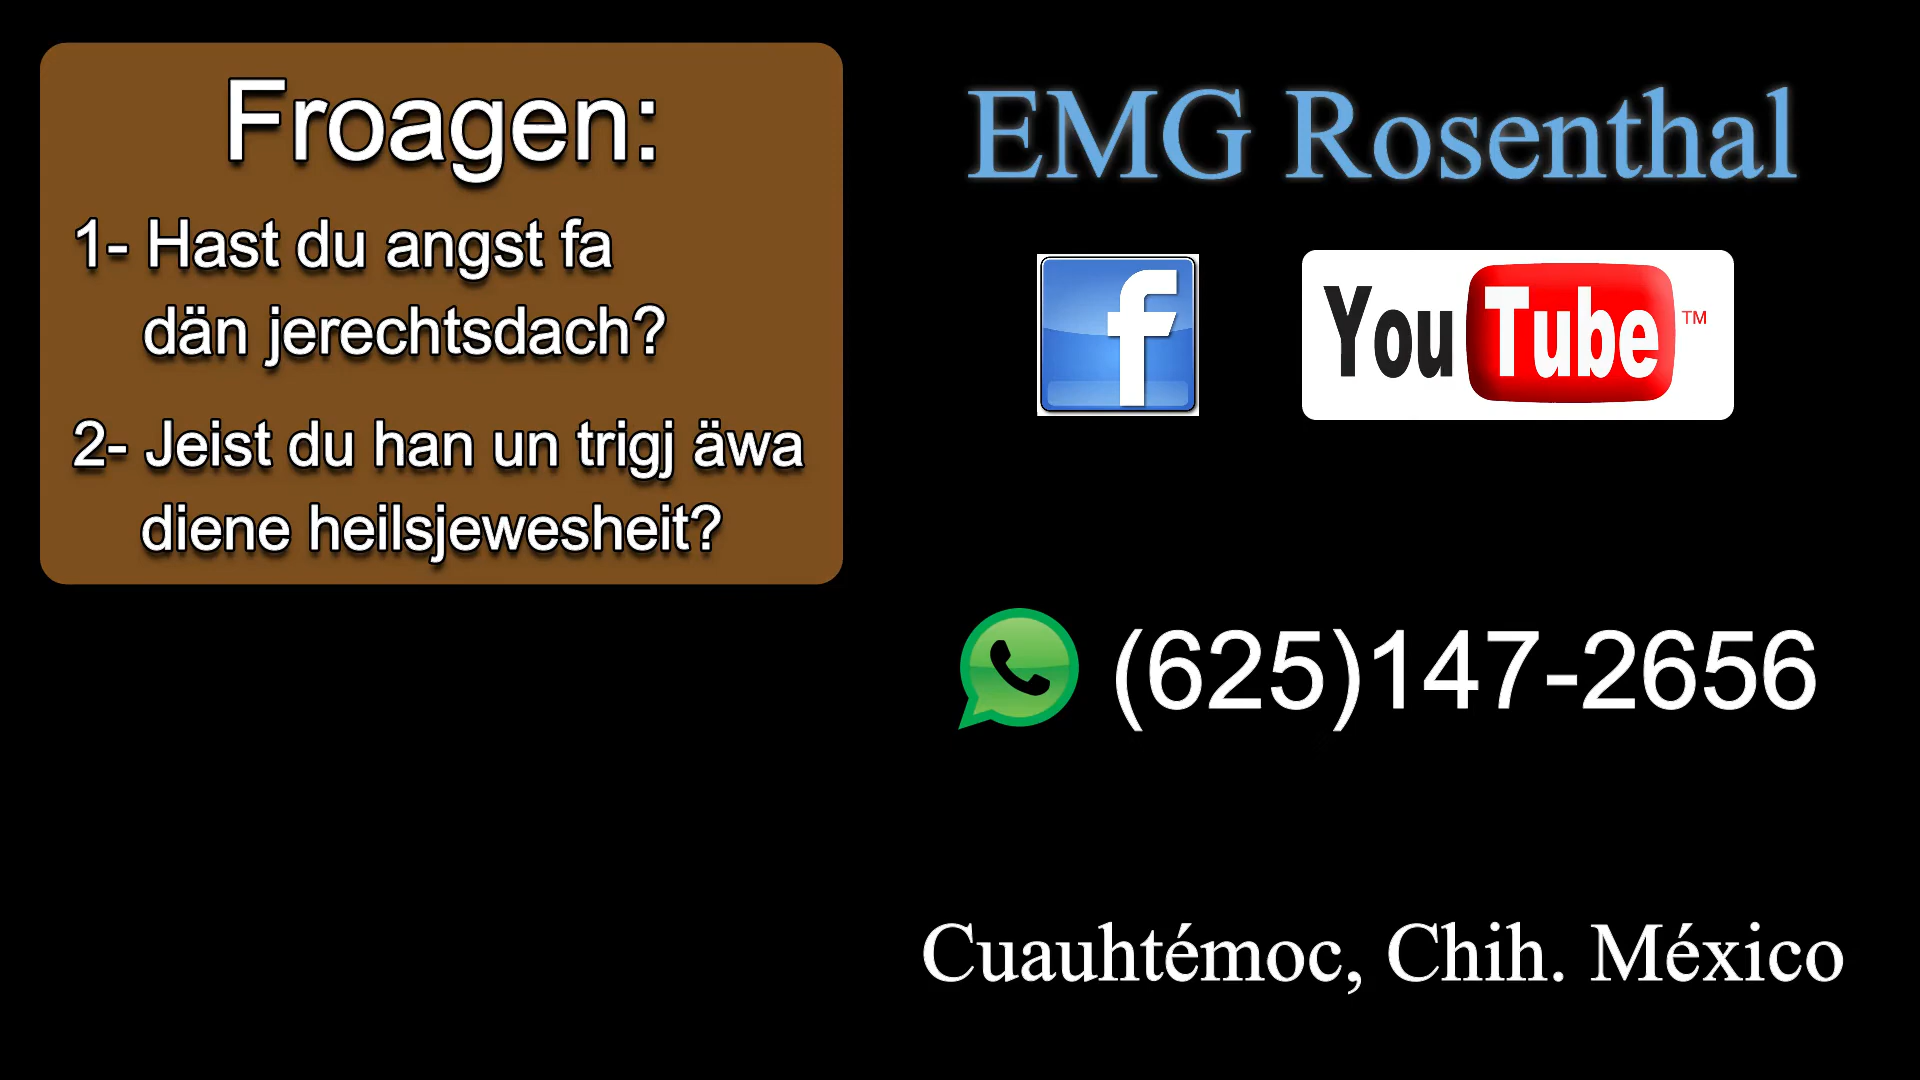 Froagen:
1- Hast du angst fa
dän jerechtsdach?
2- Jeist du han un trigj äwa
diene heilsjewesheit?
EMG Rosenthal
f
YouTube™
(625)147-2656
Cuauhtémoc, Chih. México